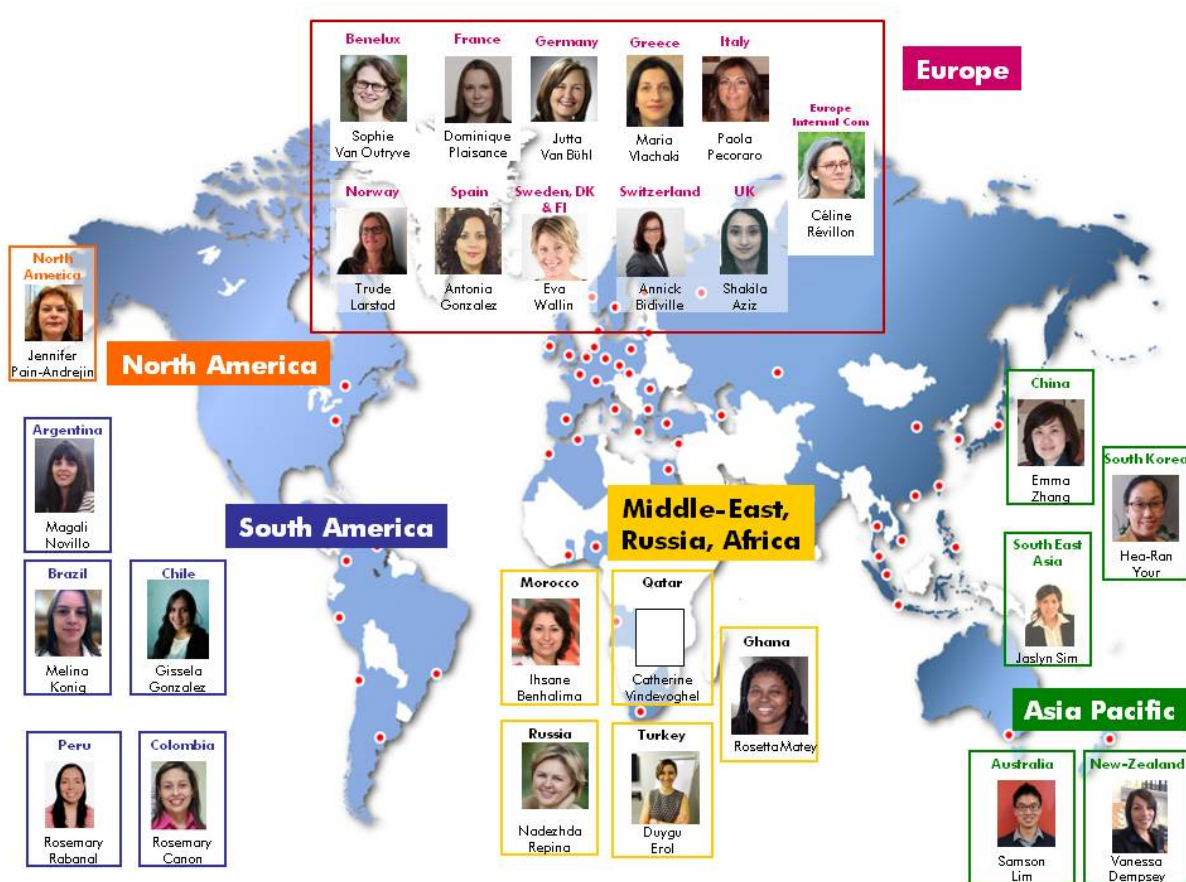 Benelux
Sophie
Van Outryve
France
Dominique
Plaisance
Germany
Jutta
Van Bühl
Greece
Maria
Vlachaki
Italy
Paola
Pecoraro
Europe
Internal Com
Céline
Révillon
Europe
Norway
Trude
Larstad
Spain
Antonia
Gonzalez
Sweden, DK
& FI
Eva
Wallin
Switzerland
Annick
Bidiville
UK
Shakila
Aziz
North
America
Jennifer
Pain-Andrejin
North America
Argentina
Magali
Novillo
South America
Brazil
Melina
Konig
Chile
Gissela
Gonzalez
Peru
Rosemary
Rabanal
Colombia
Rosemary
Canon
Middle-East,
Russia, Africa
Morocco
Ihsane
Benhalima
Qatar
Catherine
Vindevoghel
Ghana
Rosetta Matey
Russia
Nadezhda
Repina
Turkey
Duygu
Erol
China
Emma
Zhang
South Korea
Hea-Ran
Your
South East
Asia
Jaslyn Sim
Asia Pacific
Australia
Samson
Lim
New-Zealand
Vanessa
Dempsey